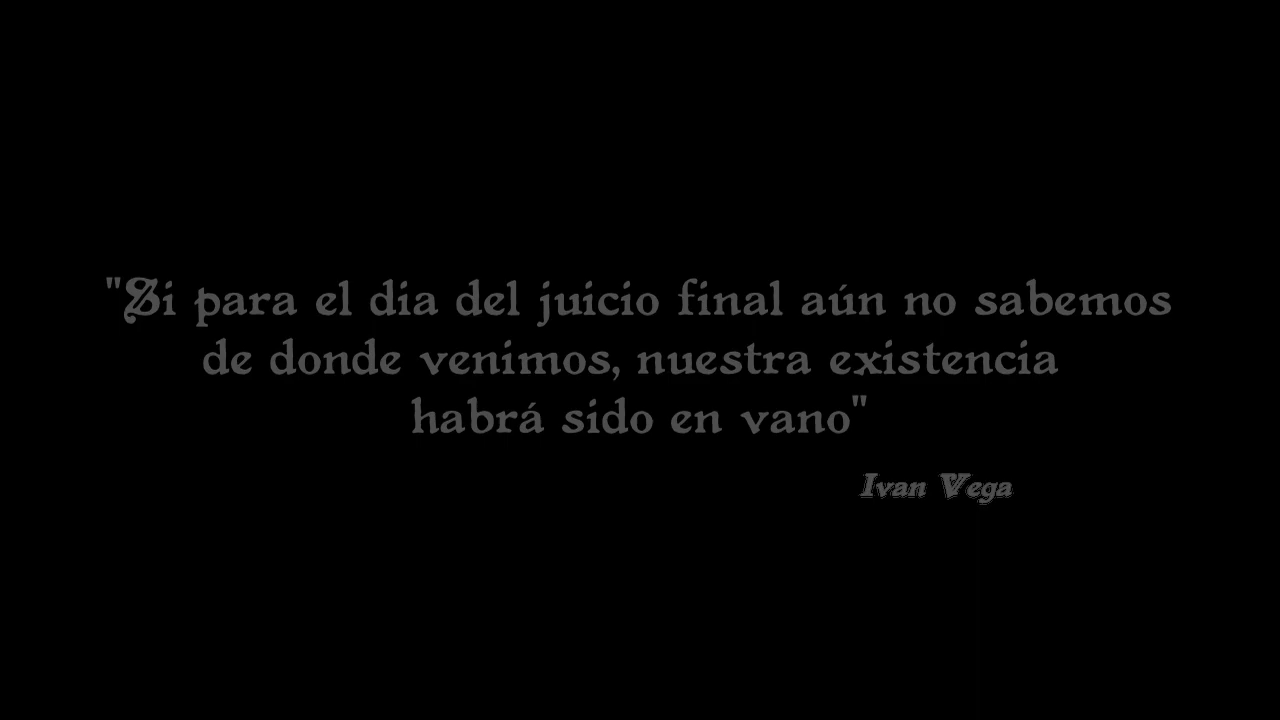 "Si para el dia del juicio final aún no sabemos
de donde venimos, nuestra existencia
habrá sido en vano"
Ivan Vega